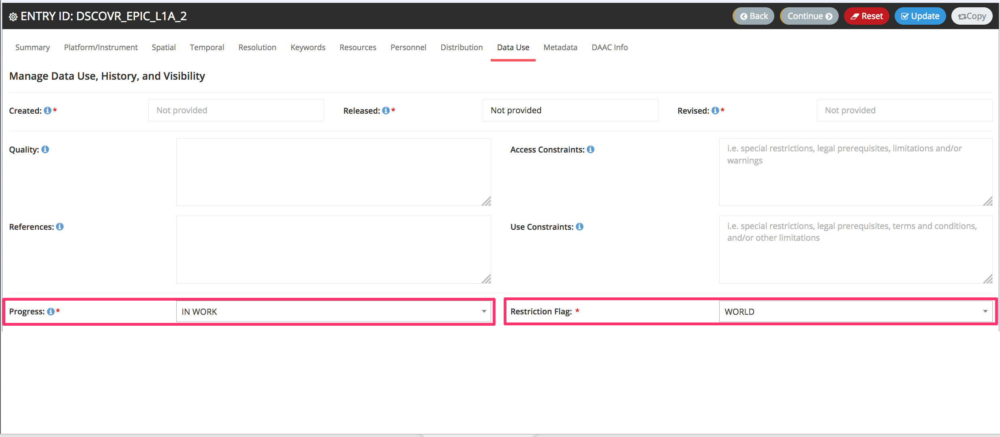 ENTRY ID: DSCOVR_EPIC_L1A_2
Back
Continue
Reset
Update
Copy
Summary
Platform/Instrument
Spatial
Temporal
Resolution
Keywords
Resources
Personnel
Distribution
Data Use
Metadata
DAAC Info
Manage Data Use, History, and Visibility
Created: *
Not provided
Released: *
Not provided
Revised: *
Not provided
Quality:
Access Constraints:
i.e. special restrictions, legal prerequisites, limitations and/or
warnings
References:
Use Constraints:
i.e. special restrictions, legal prerequisites, terms and conditions,
and/or other limitations
Progress: *
IN WORK
Restriction Flag: *
WORLD